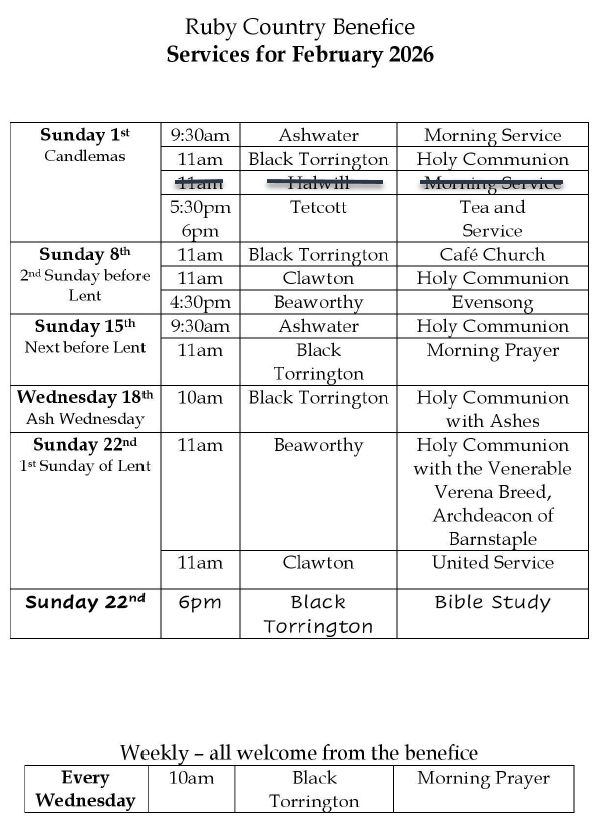 Ruby Country Benefice
Services for February 2026
Sunday 1st 9:30am Ashwater Morning Service
Candlemas
11am Black Torrington Holy Communion
11am Halwill Morning Service
5:30pm Tetcott Tea and
6pm Service
Sunday 8th 11am Black Torrington Café Church
2nd Sunday before 11am Clawton Holy Communion
Lent
4:30pm Beaworthy Evensong
Sunday 15th 9:30am Ashwater Holy Communion
Next before Lent 11am Black Morning Prayer
Torrington
Wednesday 18th 10am Black Torrington Holy Communion
Ash Wednesday with Ashes
Sunday 22nd 11am Beaworthy Holy Communion
1st Sunday of Lent with the Venerable
Verena Breed,
Archdeacon of
Barnstaple
11am Clawton United Service
Sunday 22nd 6pm Black Bible Study
Torrington
Weekly – all welcome from the benefice
Every 10am Black Morning Prayer
Wednesday Torrington